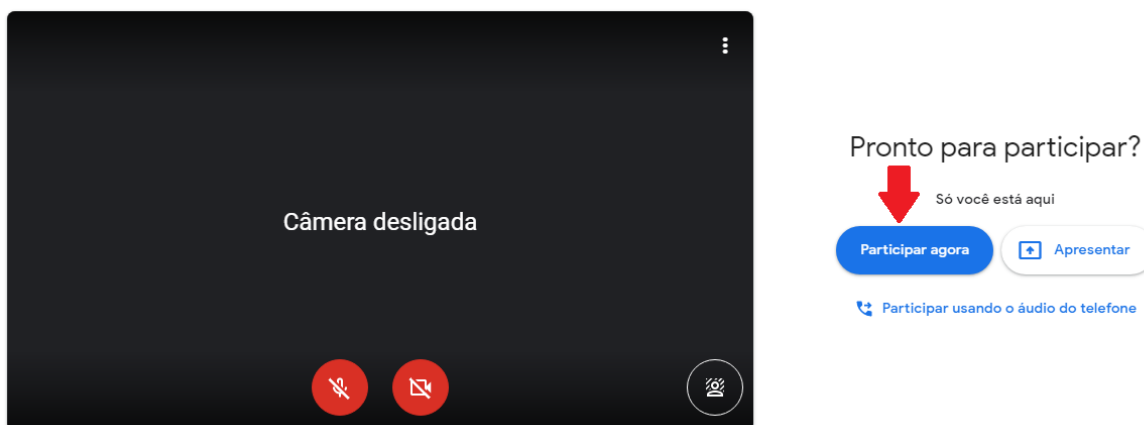 Câmera desligada
Pronto para participar?
Só você está aqui
Participar agora
Apresentar
Participar usando o áudio do telefone